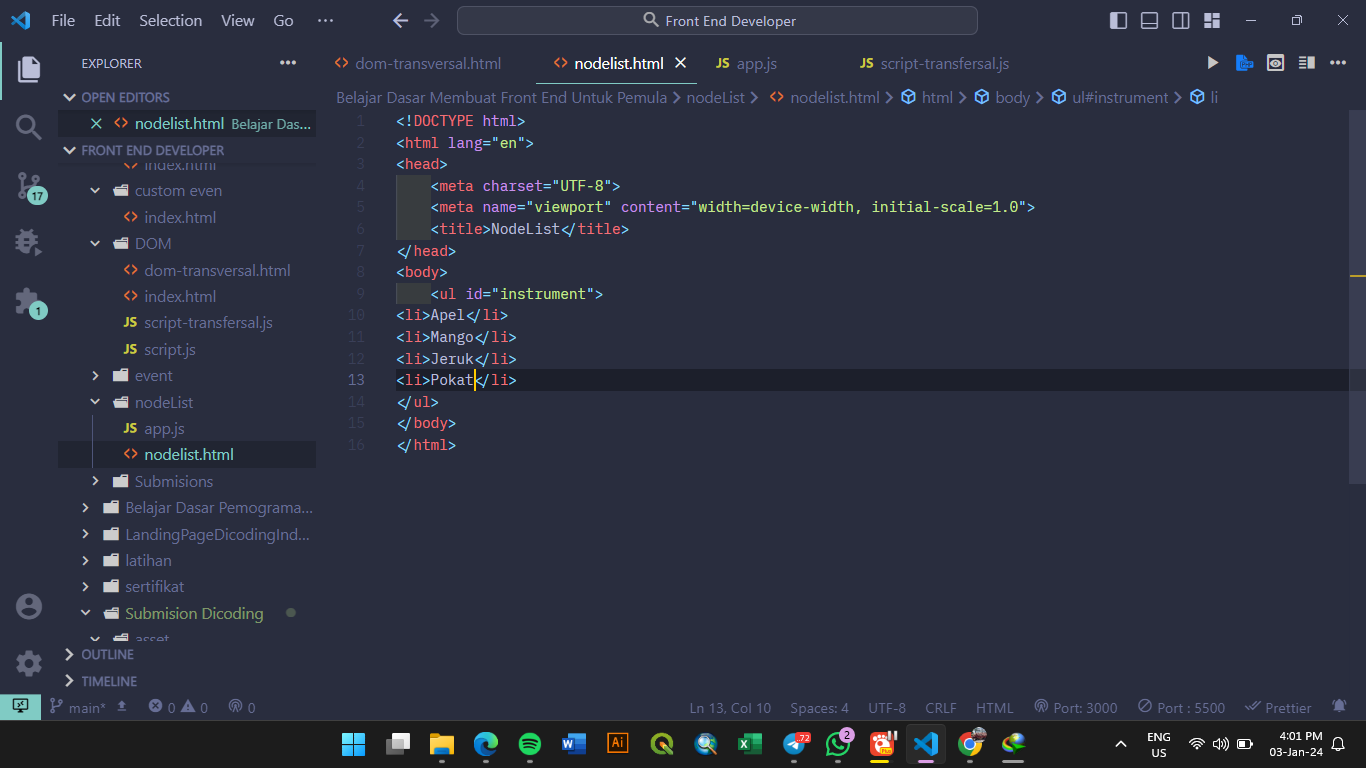 File Edit Selection View Go ··· Front End Developer
EXPLORER ···
dom-transversal.html nodelist.html JS app.js JS script-transfersal.js
OPEN EDITORS
nodelist.html Belajar Das...
FRONT END DEVELOPER
index.html
custom even
index.html
DOM
dom-transversal.html
index.html
JS script-transfersal.js
JS script.js
event
nodeList
JS app.js
nodelist.html
Submisions
Belajar Dasar Pemograma...
LandingPageDicodingInd...
latihan
sertifikat
Submision Dicoding
asset
OUTLINE
TIMELINE
Belajar Dasar Membuat Front End Untuk Pemula > nodeList > nodelist.html > html > body > ul#instrument > li
1 <!DOCTYPE html>
2 <html lang="en">
3 <head>
4 <meta charset="UTF-8">
5 <meta name="viewport" content="width=device-width, initial-scale=1.0">
6 <title>NodeList</title>
7 </head>
8 <body>
9 <ul id="instrument">
10 <li>Apel</li>
11 <li>Mango</li>
12 <li>Jeruk</li>
13 <li>Pokat</li>
14 </ul>
15 </body>
16 </html>
17
1
main* 0 0 0 Ln 13, Col 10 Spaces: 4 UTF-8 CRLF HTML Port: 3000 Port : 5500 Prettier
W Ai X 72 2
ENG
US
4:01 PM
03-Jan-24